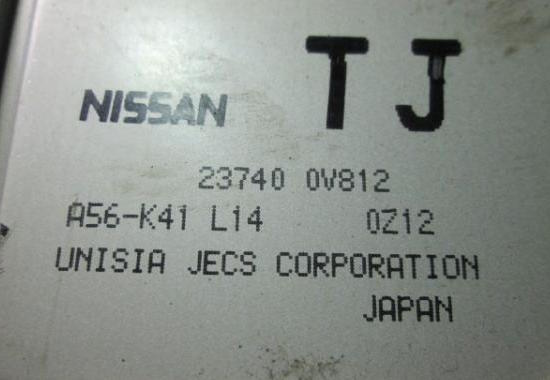 NISSAN TJ
23740 0V812
A56-K41 L14 0Z12
UNISIA JECS CORPORATION
JAPAN